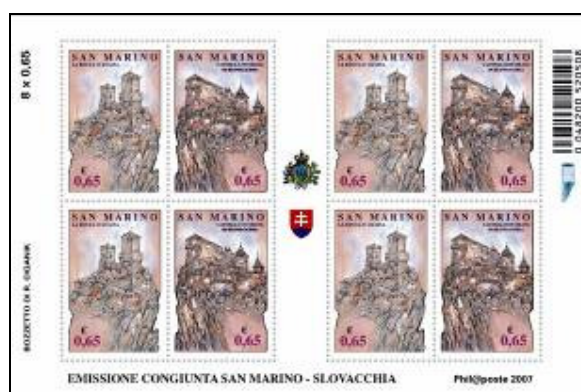 8 x 0,65
SAN MARINO
€
0,65
SAN MARINO
€
0,65
SAN MARINO
€
0,65
SAN MARINO
€
0,65
SAN MARINO
€
0,65
SAN MARINO
€
0,65
SAN MARINO
€
0,65
SAN MARINO
€
0,65
BOZZETTO DI R. CIGANIK
EMISSIONE CONGIUNTA SAN MARINO - SLOVACCHIA
Phil@poste 2007